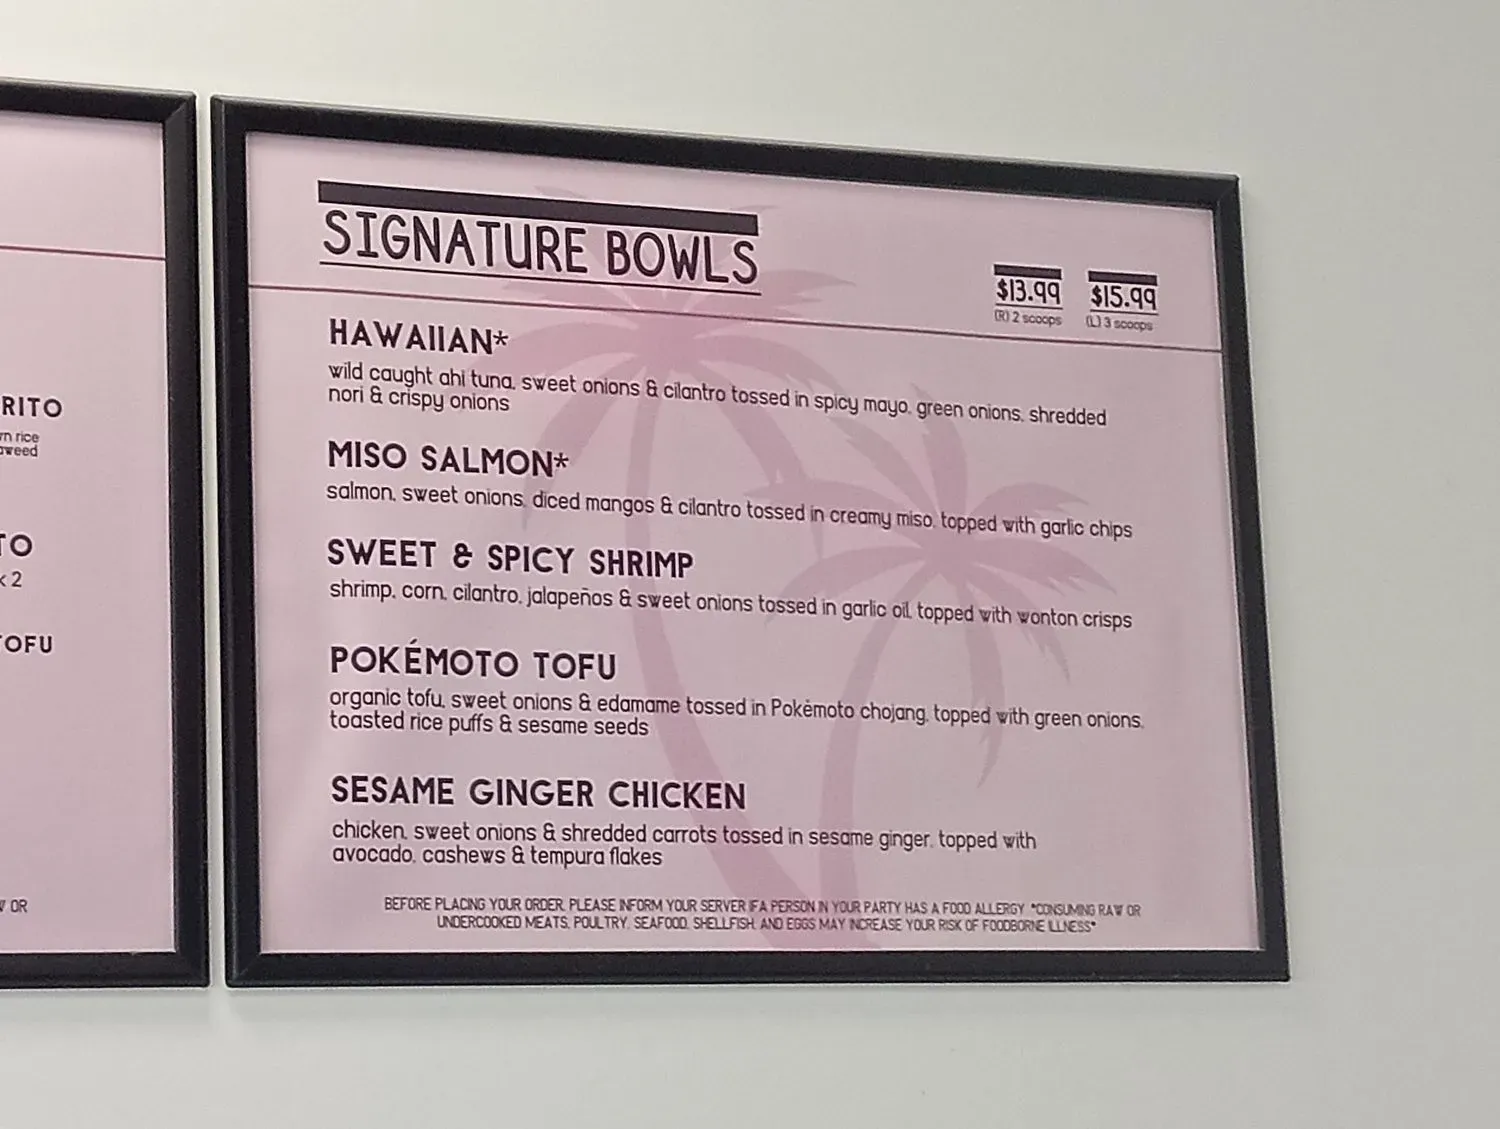 RITO
rn rice
TO
k 2
TOFU
OR
SIGNATURE BOWLS
$13.99 $15.99
(R) 2 scoops (L) 3 scoops
HAWAIIAN*
wild caught ahi tuna, sweet onions & cilantro tossed in spicy mayo, green onions, shredded
nori & crispy onions
MISO SALMON*
salmon, sweet onions, diced mangos & cilantro tossed in creamy miso, topped with garlic chips
SWEET & SPICY SHRIMP
shrimp, corn, cilantro, jalapeños & sweet onions tossed in garlic oil, topped with wonton crisps
POKÉMOTO TOFU
organic tofu, sweet onions & edamame tossed in Pokémoto chojang, topped with green onions,
toasted rice puffs & sesame seeds
SESAME GINGER CHICKEN
chicken, sweet onions & shredded carrots tossed in sesame ginger, topped with
avocado, cashews & tempura flakes
BEFORE PLACING YOUR ORDER, PLEASE INFORM YOUR SERVER IF A PERSON IN YOUR PARTY HAS A FOOD ALLERGY. *CONSUMING RAW OR
UNDERCOOKED MEATS, POULTRY, SEAFOOD, SHELLFISH, AND EGGS MAY INCREASE YOUR RISK OF FOODBORNE ILLNESS*